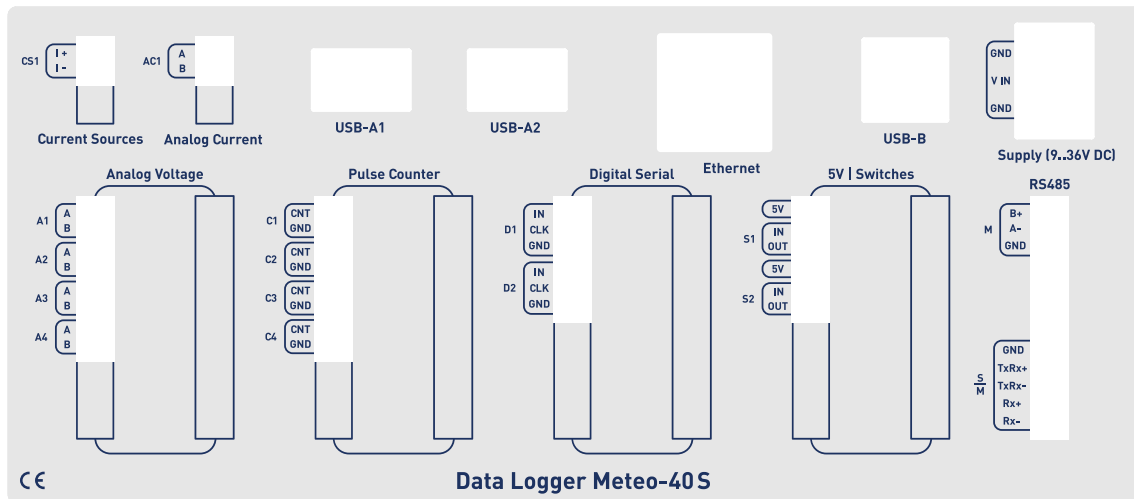 CS1
I +
I -
Current Sources
AC1
A
B
Analog Current
USB-A1
USB-A2
Ethernet
USB-B
GND
V IN
GND
Supply (9..36V DC)
Analog Voltage
A1
A
B
A2
A
B
A3
A
B
A4
A
B
Pulse Counter
C1
CNT
GND
C2
CNT
GND
C3
CNT
GND
C4
CNT
GND
Digital Serial
D1
IN
CLK
GND
D2
IN
CLK
GND
5V | Switches
5V
S1
IN
OUT
5V
S2
IN
OUT
RS485
M
B+
A-
GND
S
M
GND
TxRx+
TxRx-
Rx+
Rx-
CE
Data Logger Meteo-40 S